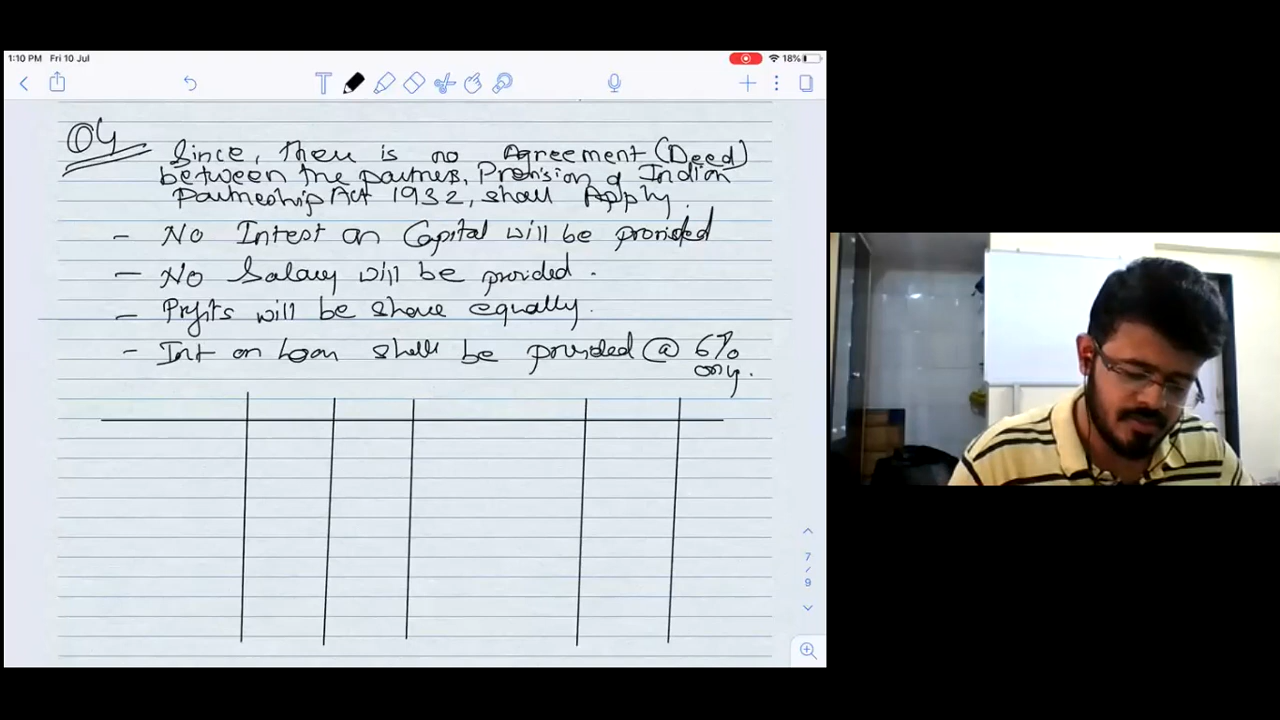 1:10 PM Fri 10 Jul
18%
T
Q4
Since, there is no Agreement (Deed)
between the partners, Provision of Indian
Partneship Act 1932, shall Apply.
- No Intest on Capital will be provided
- No Salary will be provided.
- Profits will be share equally.
- Int on Loan shall be provided @ 6%
only.
7
/
9